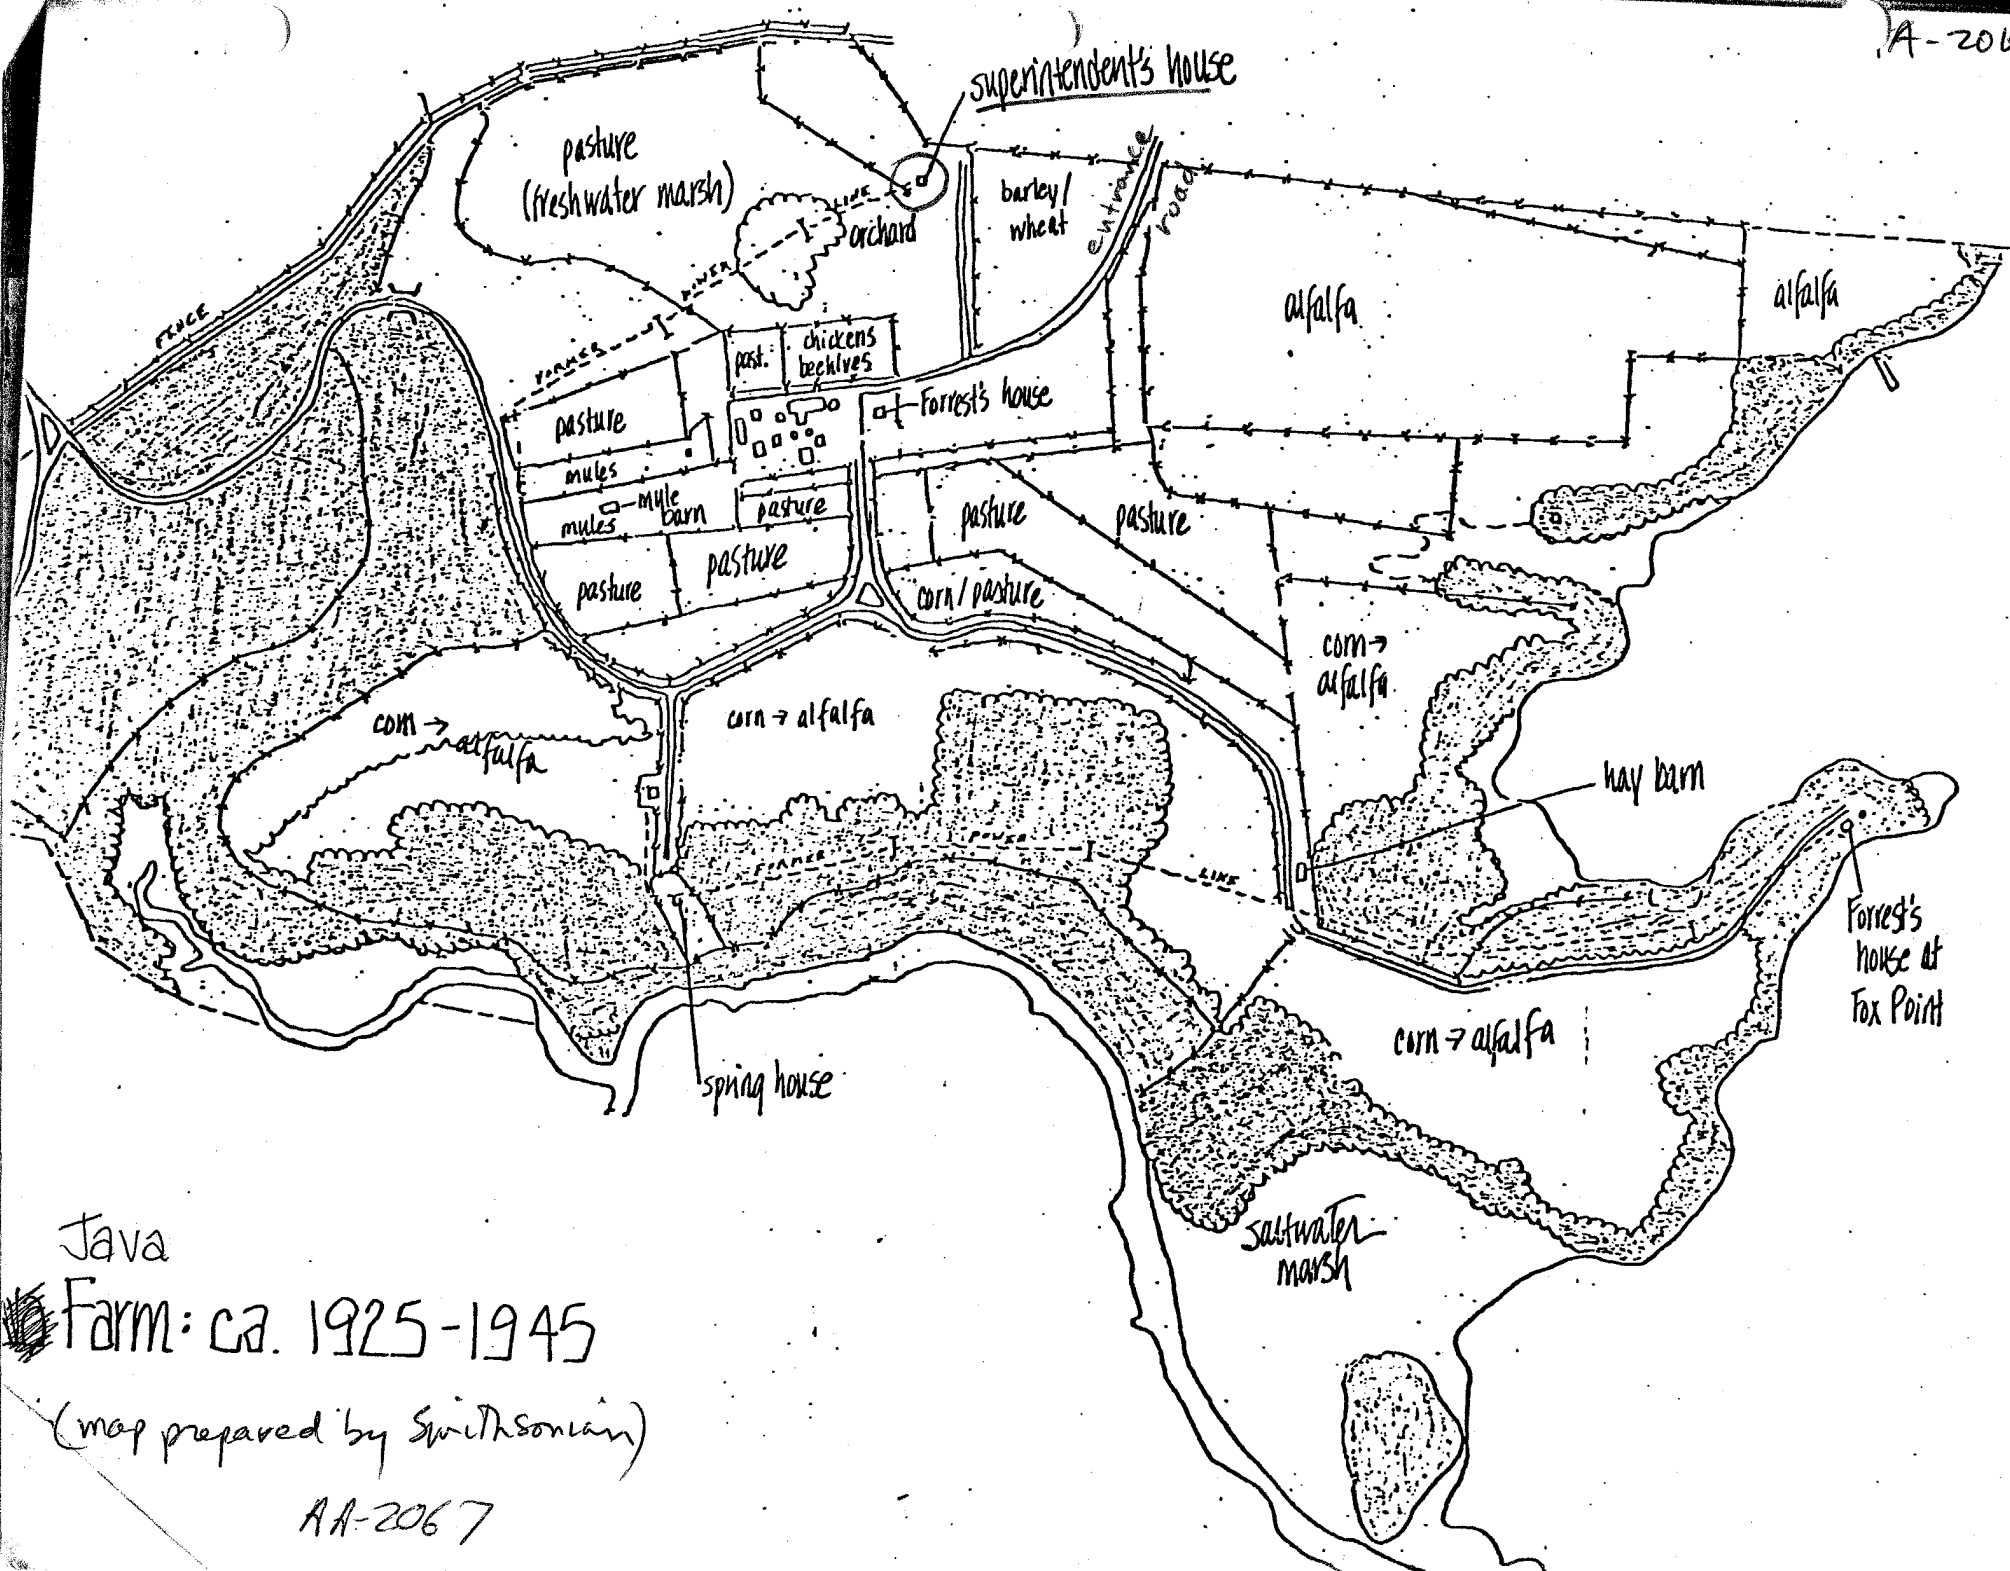 A-206
superintendent's house
pasture
(freshwater marsh)
barley/
wheat
entrance
road
orchard
FORMER POWER LINE
FENCE
alfalfa
alfalfa
past.
chickens
beehives
Forrest's house
pasture
mules
mule
barn
mules
pasture
pasture
pasture
pasture
pasture
corn/pasture
corn →
alfalfa
corn →
alfalfa
corn → alfalfa
hay barn
FORMER POWER LINE
Forrest's
house at
Fox Point
corn → alfalfa
spring house
saltwater
marsh
Java
Farm: ca. 1925-1945
(map prepared by Smithsonian)
AA-2067